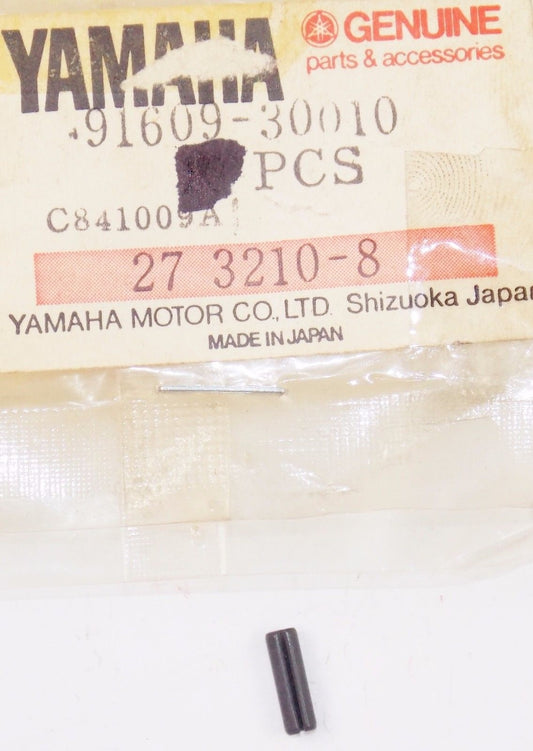 YAMAHA
GENUINE
parts & accessories
91609-30010
PCS
C841009A
27 3210-8
YAMAHA MOTOR CO., LTD. Shizuoka Japan
MADE IN JAPAN